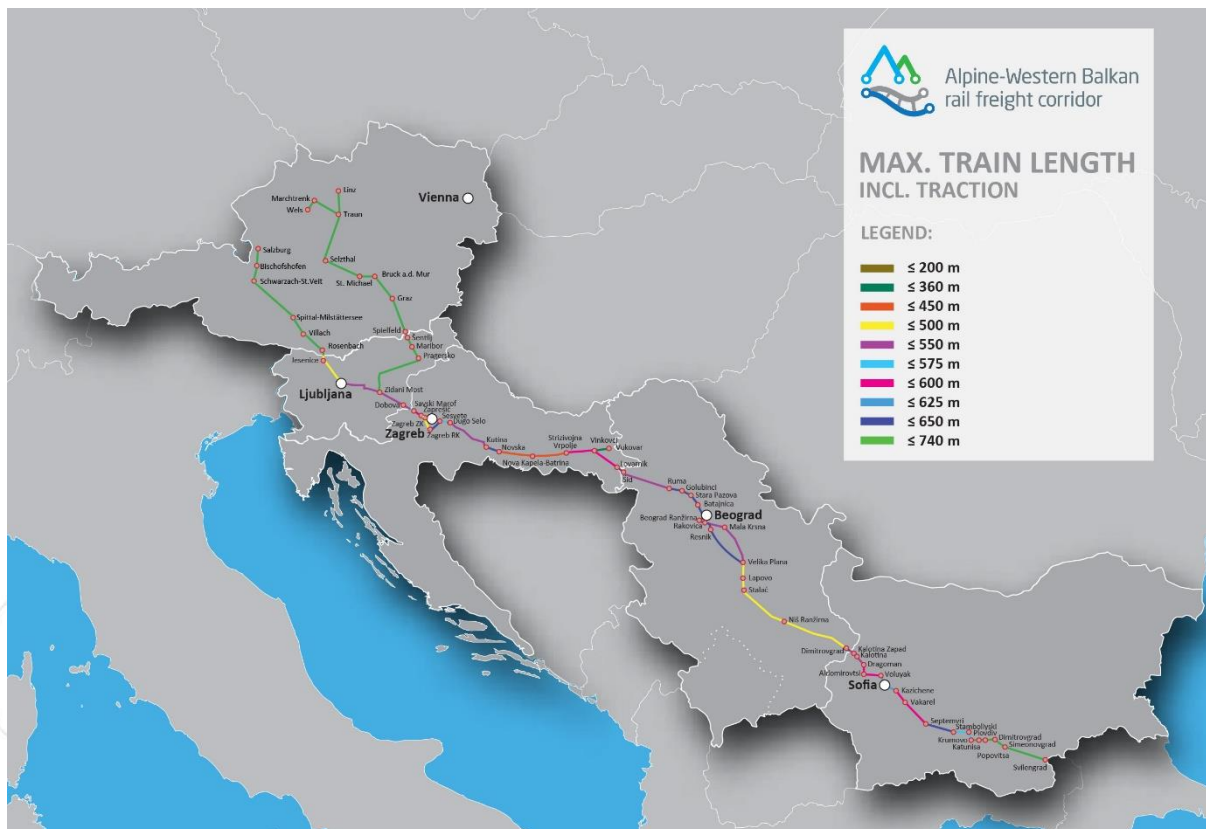 Alpine-Western Balkan
rail freight corridor
MAX. TRAIN LENGTH
INCL. TRACTION
LEGEND:
≤ 200 m
≤ 360 m
≤ 450 m
≤ 500 m
≤ 550 m
≤ 575 m
≤ 600 m
≤ 625 m
≤ 650 m
≤ 740 m
Linz
Marchtrenk
Wels
Traun
Vienna
Salzburg
Bischofshofen
Schwarzach-St.Veit
Selzthal
St. Michael
Bruck a.d. Mur
Graz
Spittal-Milstättersee
Villach
Rosenbach
Spielfeld
Šentilj
Maribor
Pragersko
Jesenice
Ljubljana
Zidani Most
Dobova
Savski Marof
Zaprešić
Sesvete
Dugo Selo
Zagreb ZK
Zagreb
Zagreb RK
Kutina
Novska
Nova Kapela-Batrina
Strizivojna
Vrpolje
Vinkovci
Vukovar
Tovarnik
Šid
Ruma
Golubinci
Stara Pazova
Batajnica
Beograd
Beograd Ranžirna
Rakovica
Resnik
Mala Krsna
Velika Plana
Lapovo
Stalać
Niš Ranžirna
Dimitrovgrad
Kalotina Zapad
Kalotina
Dragoman
Aldomirovtsi
Voluyak
Sofia
Kazichene
Vakarel
Septemvri
Stamboliyski
Plovdiv
Krumovo
Katunitsa
Popovitsa
Dimitrovgrad
Simeonovgrad
Svilengrad